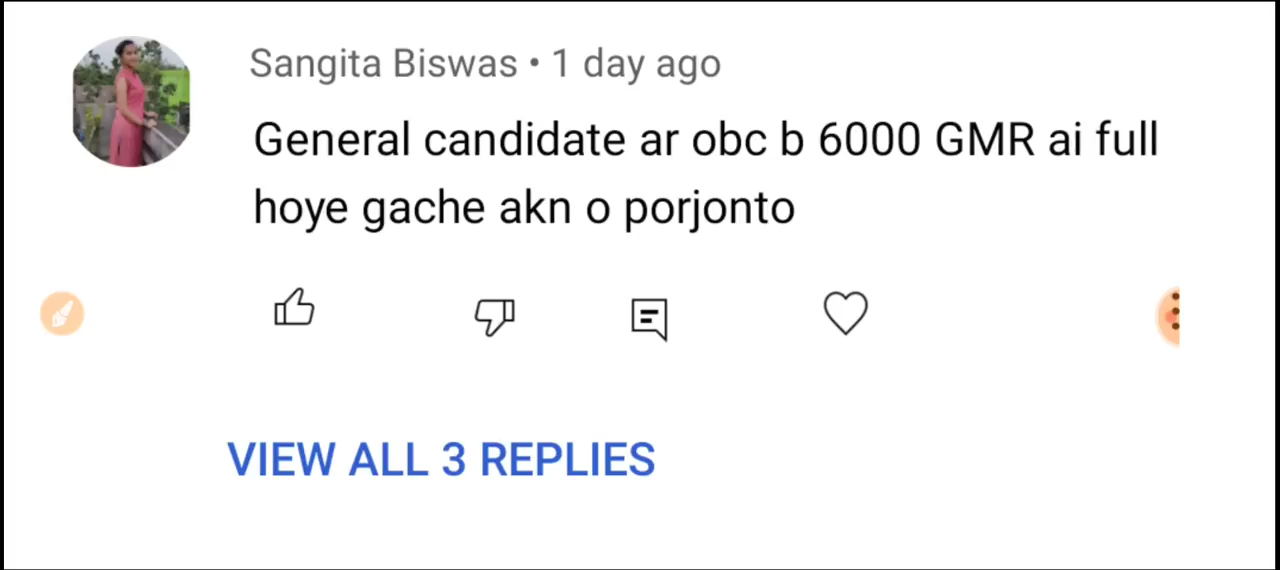 Sangita Biswas • 1 day ago
General candidate ar obc b 6000 GMR ai full
hoye gache akn o porjonto
VIEW ALL 3 REPLIES